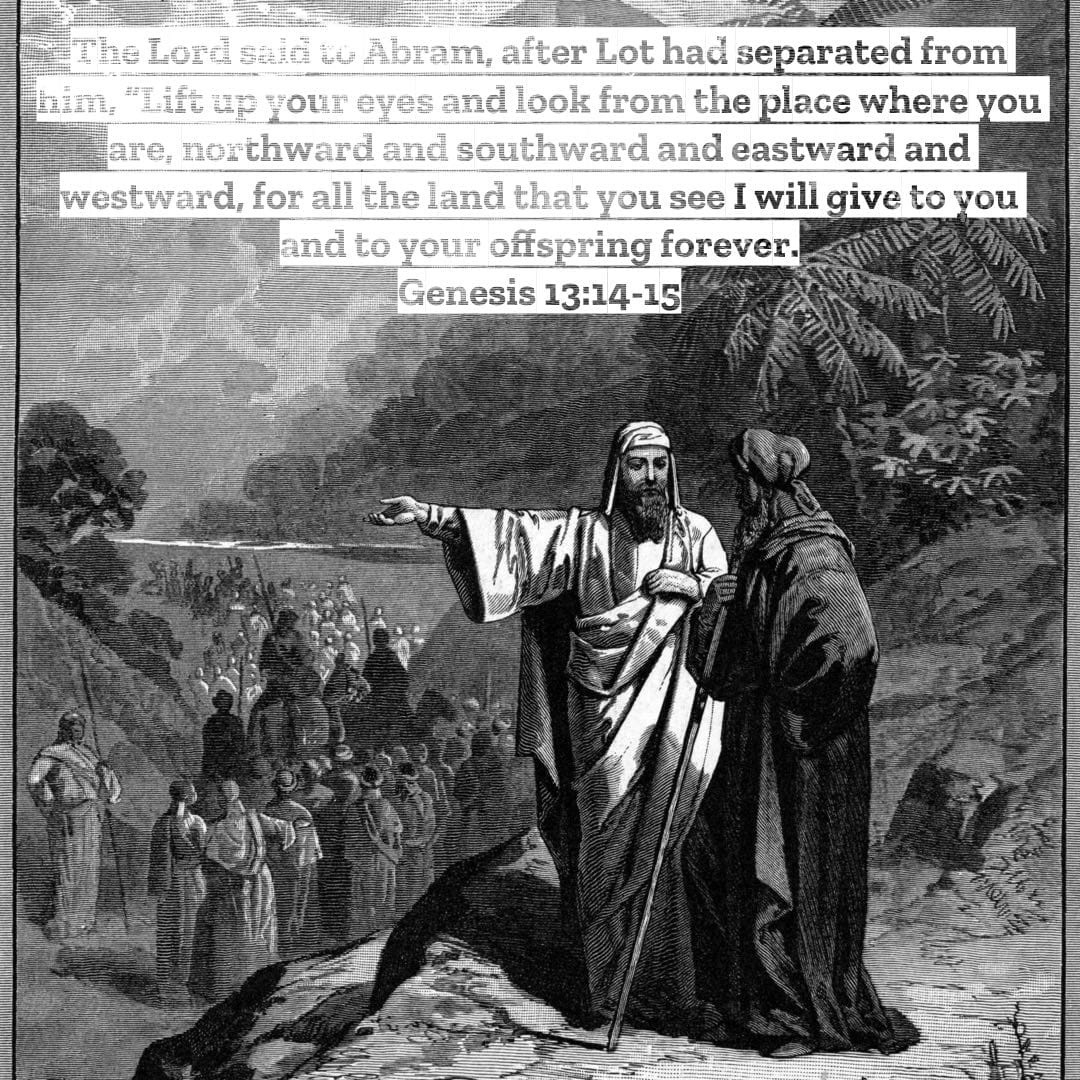 The Lord said to Abram, after Lot had separated from
him, “Lift up your eyes and look from the place where you
are, northward and southward and eastward and
westward, for all the land that you see I will give to you
and to your offspring forever.
Genesis 13:14-15